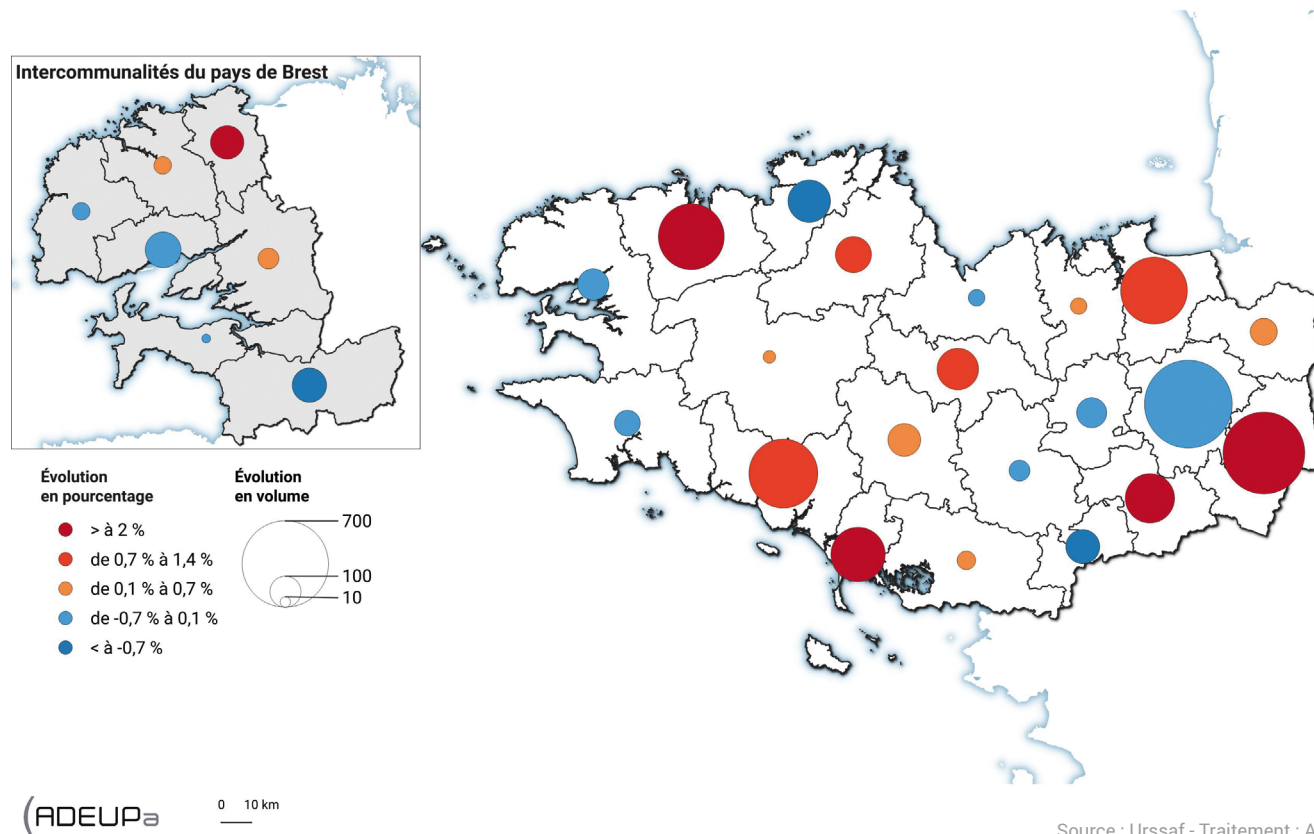 Intercommunalités du pays de Brest
Évolution
en pourcentage
> à 2 %
de 0,7 % à 1,4 %
de 0,1 % à 0,7 %
de -0,7 % à 0,1 %
< à -0,7 %
Évolution
en volume
700
100
10
ADEUPa
0 10 km
Source : Urssaf - Traitement : A